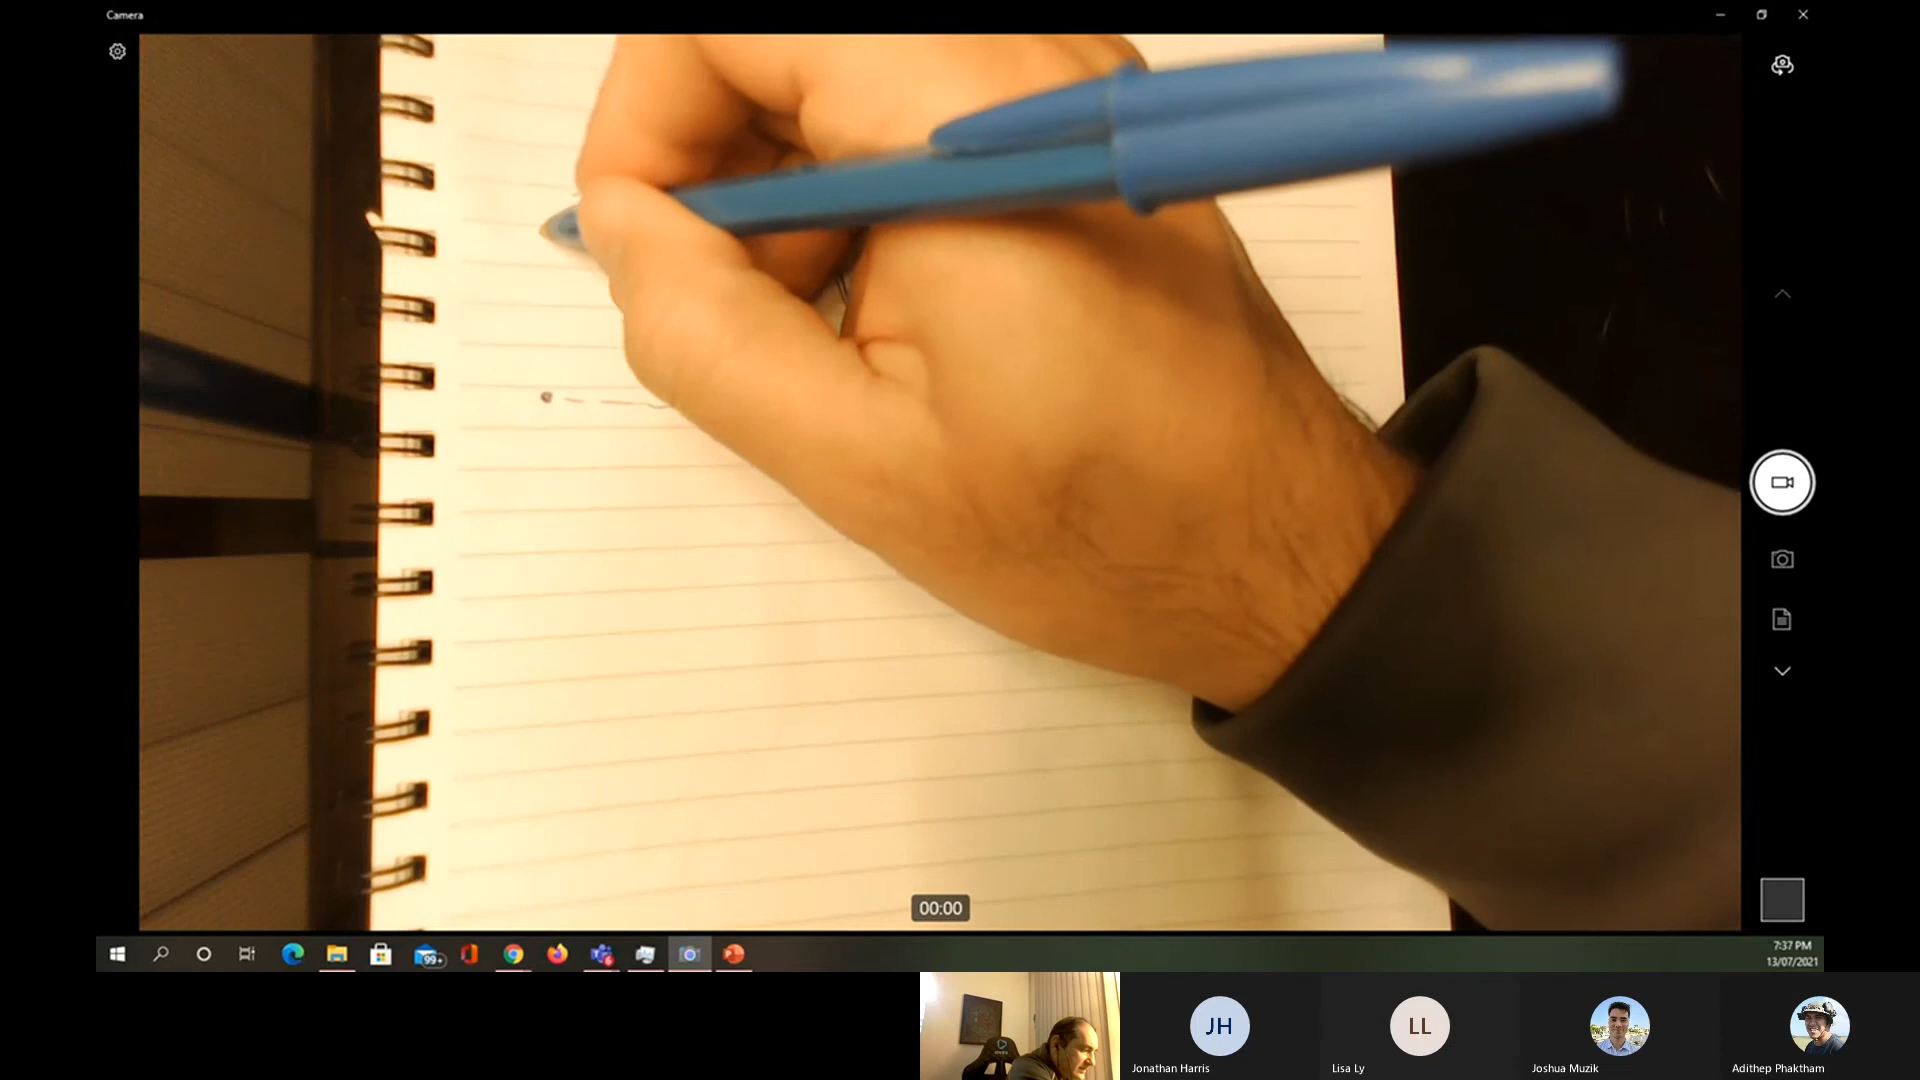 Camera
00:00
99+
7:37 PM
13/07/2021
JH
LL
Jonathan Harris
Lisa Ly
Joshua Muzik
Adithep Phaktham